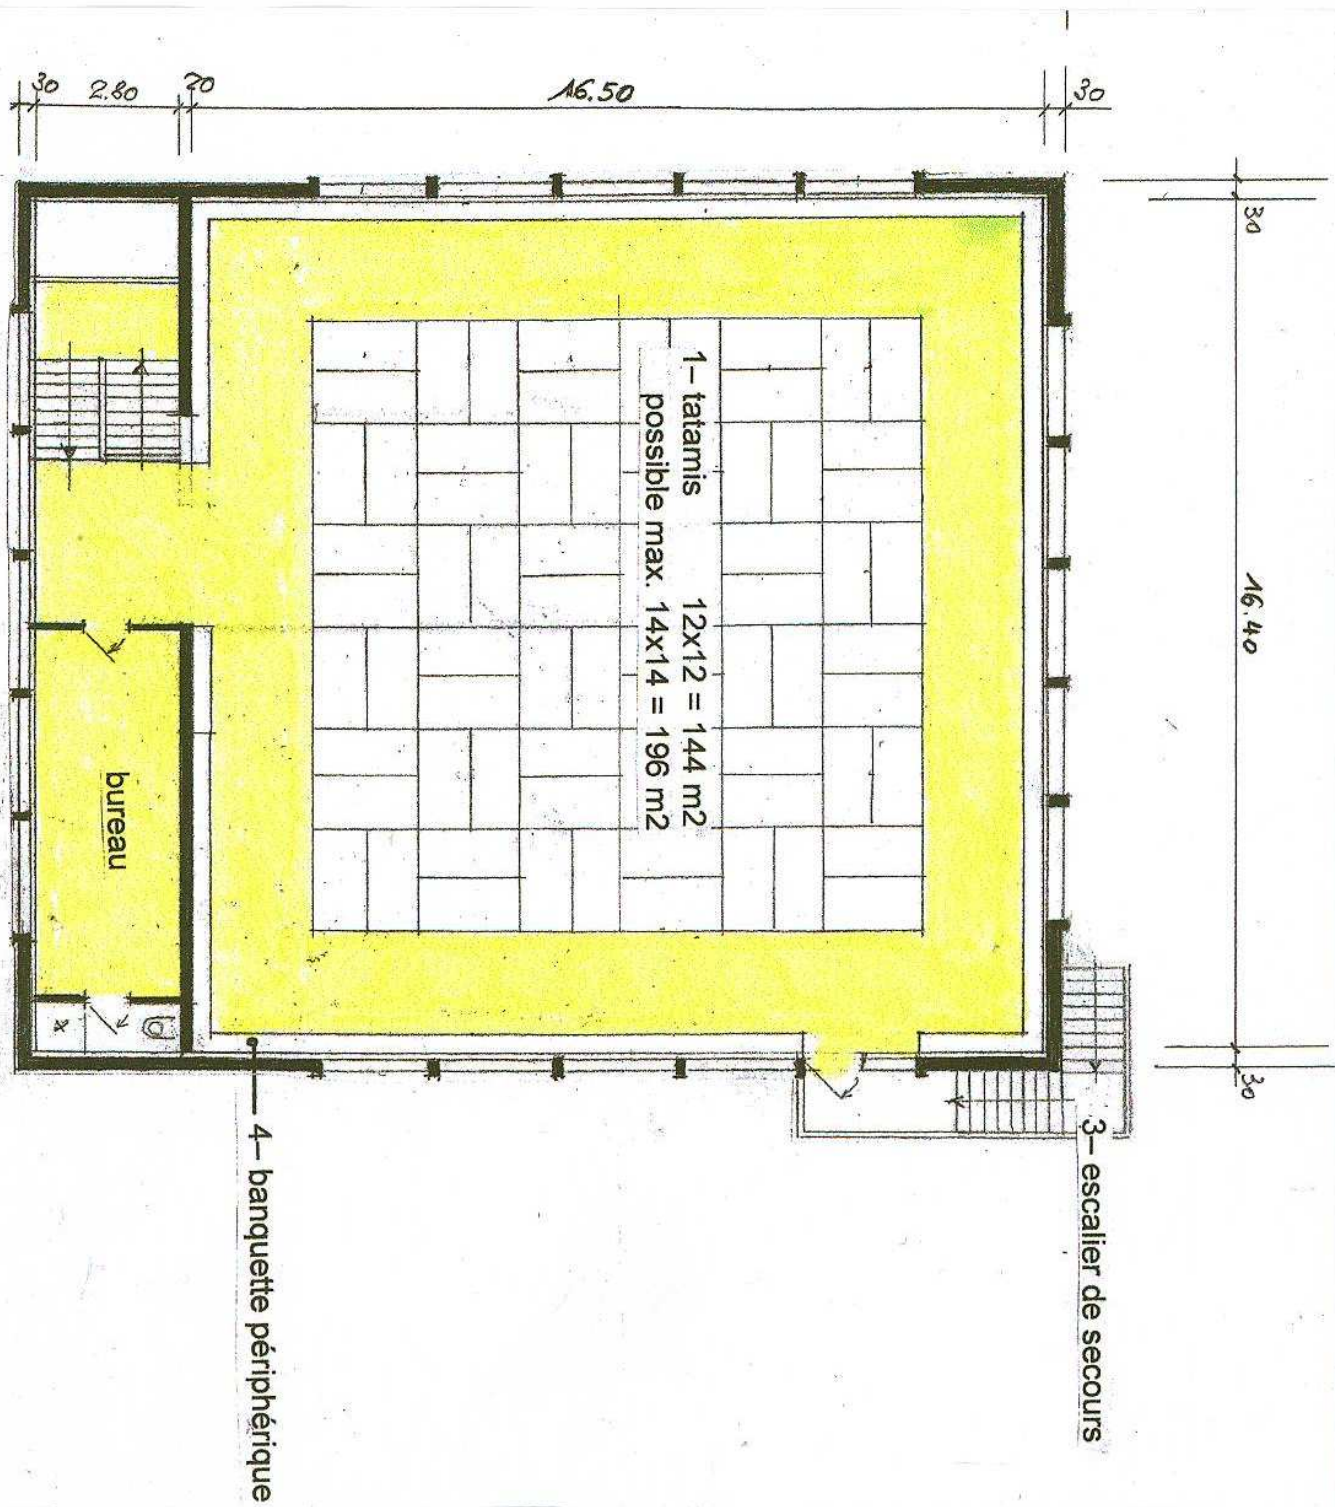 30 2.80 20 16.50 30
30
16.40
30
1– tatamis 12x12 = 144 m2
possible max. 14x14 = 196 m2
bureau
3– escalier de secours
4– banquette périphérique